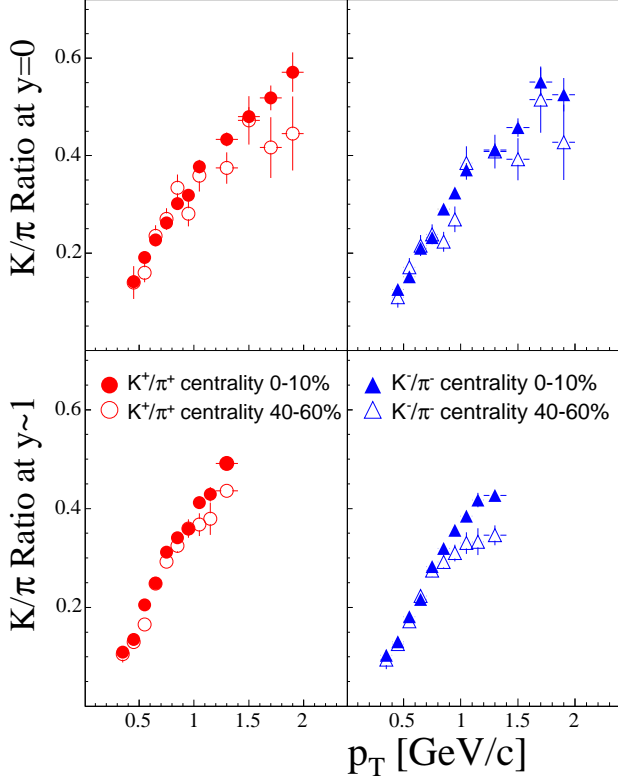 K/π Ratio at y=0
0.6
0.4
0.2
K/π Ratio at y~1
K⁺/π⁺ centrality 0-10%
K⁺/π⁺ centrality 40-60%
K⁻/π⁻ centrality 0-10%
K⁻/π⁻ centrality 40-60%
0.6
0.4
0.2
0.5 1 1.5 2 0.5 1 1.5 2
p_T [GeV/c]